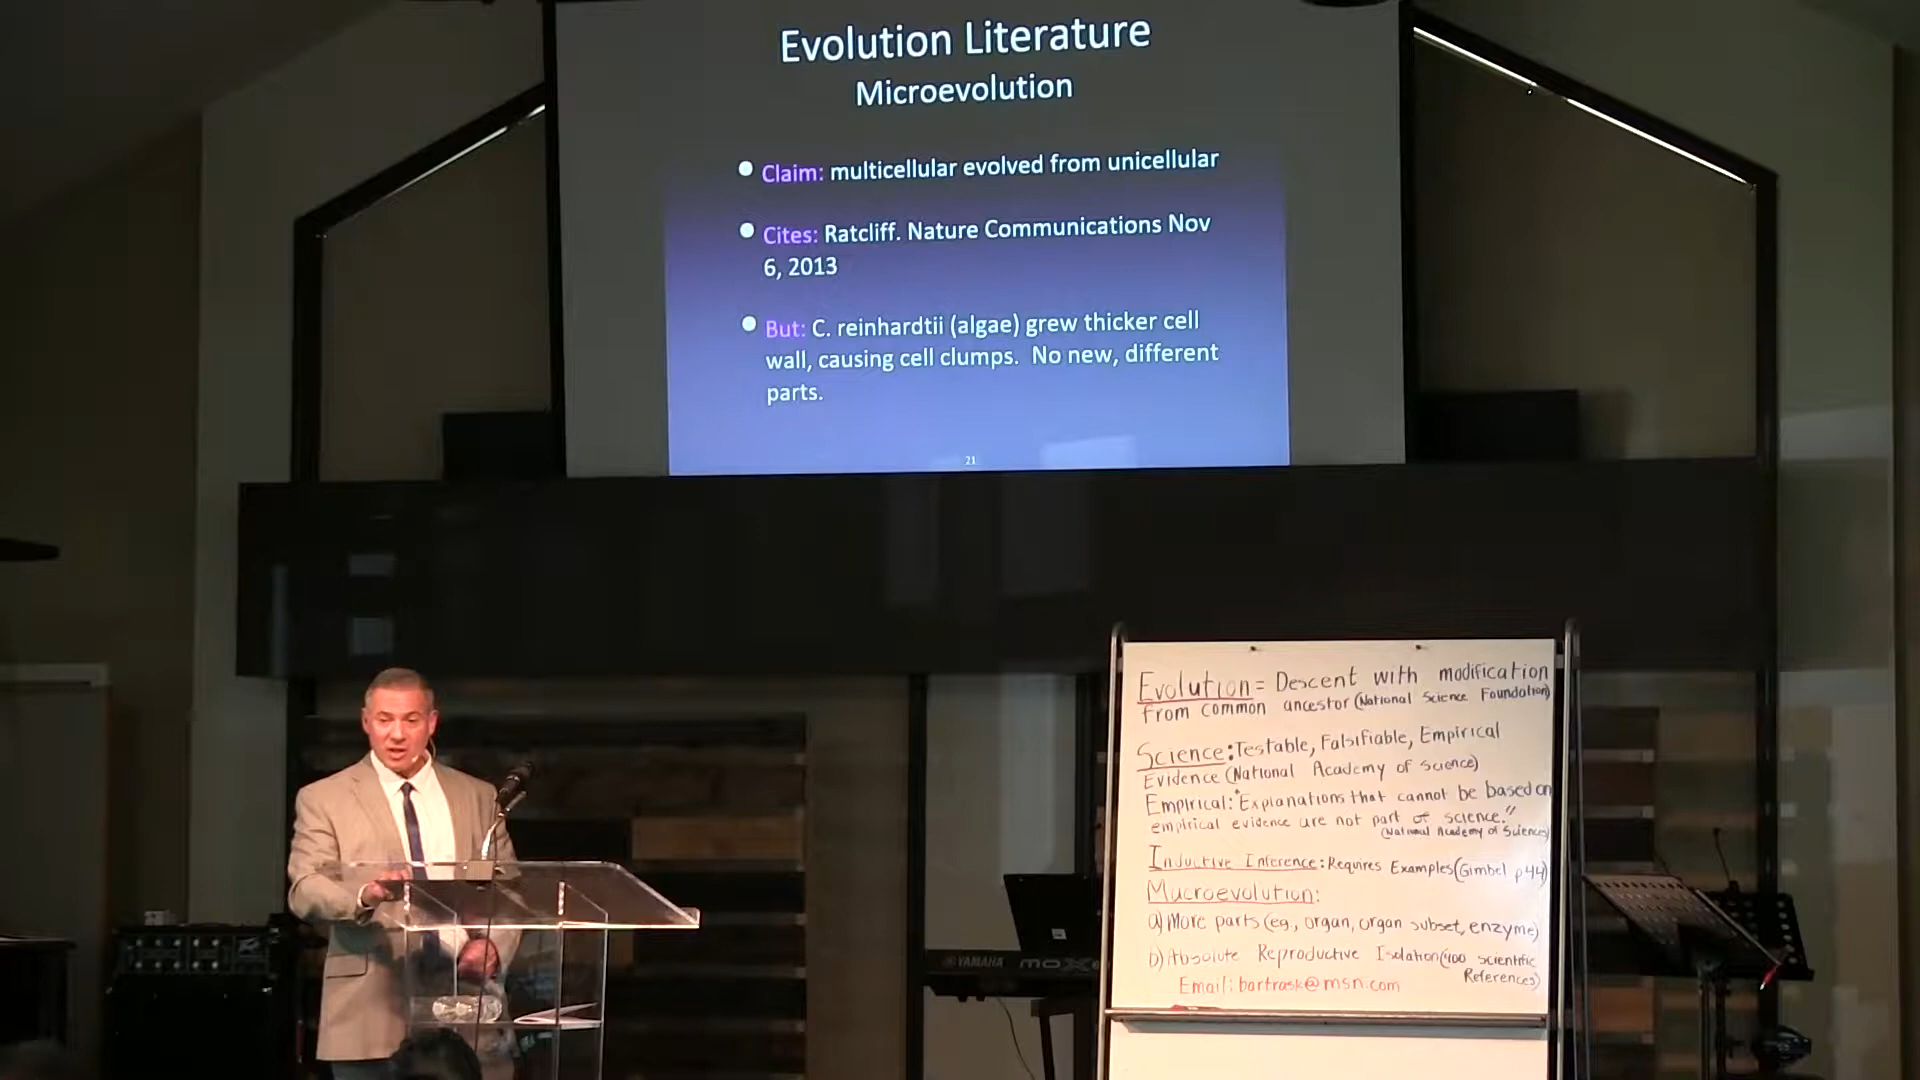 Evolution Literature
Microevolution
Claim: multicellular evolved from unicellular
Cites: Ratcliff. Nature Communications Nov
6, 2013
But: C. reinhardtii (algae) grew thicker cell
wall, causing cell clumps. No new, different
parts.
21
Evolution = Descent with modification
from common ancestor (National Science Foundation)
Science: Testable, Falsifiable, Empirical
Evidence (National Academy of Science)
Empirical: "Explanations that cannot be based on
empirical evidence are not part of science."
(National Academy of Sciences)
Inductive Inference: Requires Examples (Gimbel p44)
Macroevolution:
a) More parts (eg., organ, organ subset, enzyme)
b) Absolute Reproductive Isolation (400 scientific
References)
Email: bartrask@msn.com
YAMAHA